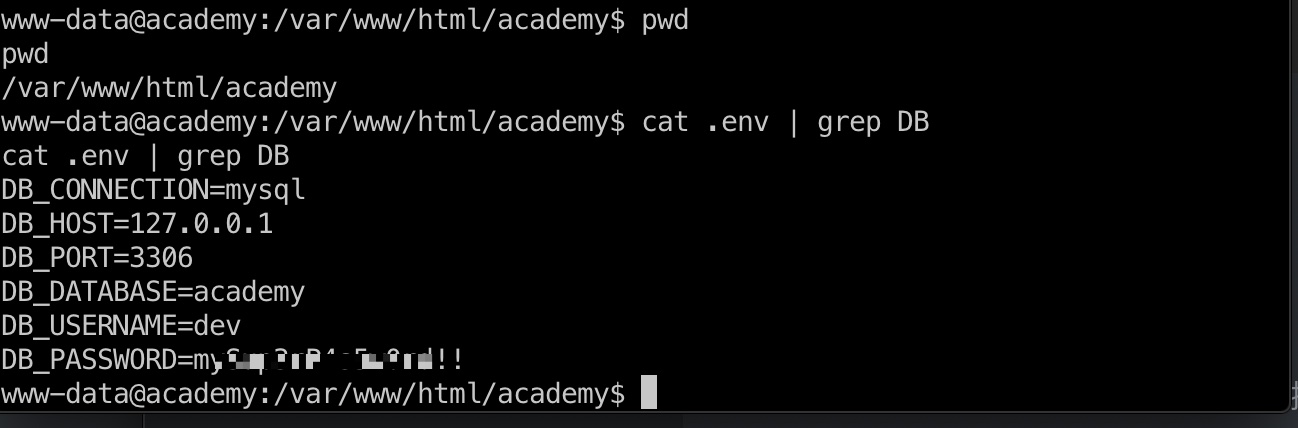 www-data@academy:/var/www/html/academy$ pwd
pwd
/var/www/html/academy
www-data@academy:/var/www/html/academy$ cat .env | grep DB
cat .env | grep DB
DB_CONNECTION=mysql
DB_HOST=127.0.0.1
DB_PORT=3306
DB_DATABASE=academy
DB_USERNAME=dev
DB_PASSWORD=
www-data@academy:/var/www/html/academy$